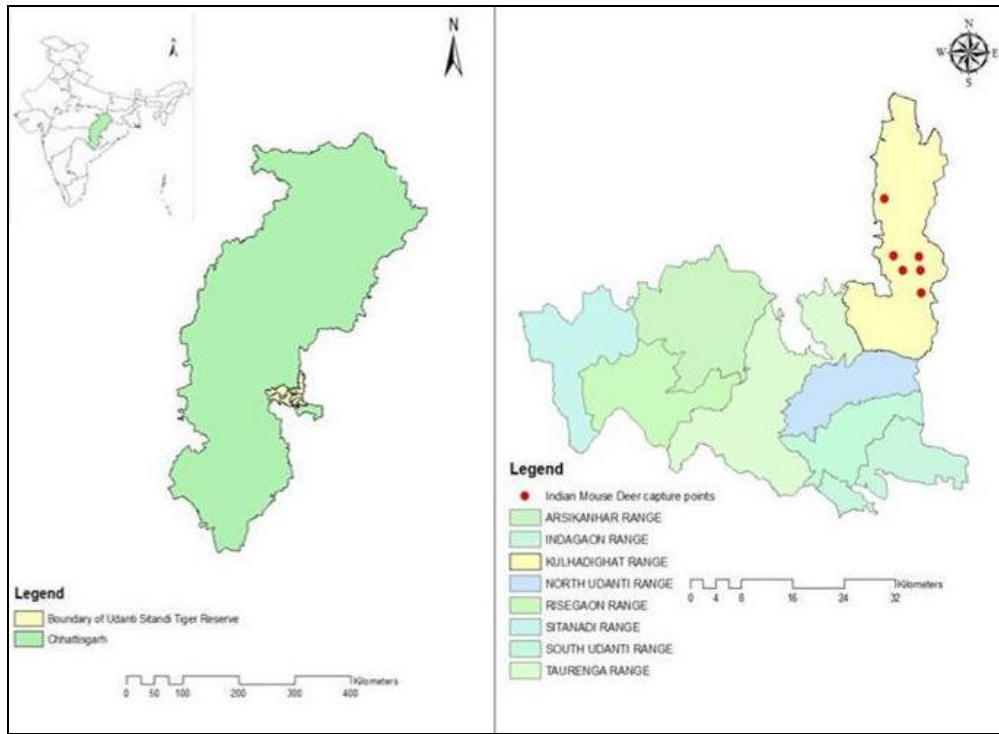 N
Legend
Boundary of Udanti Sitandi Tiger Reserve
Chhattisgarh
Kilometers
0 50 100 200 300 400
N
W E
S
Legend
Indian Mouse Deer capture points
ARSIKANHAR RANGE
INDAGAON RANGE
KULHADIGHAT RANGE
NORTH UDANTI RANGE
RISEGAON RANGE
SITANADI RANGE
SOUTH UDANTI RANGE
TAURENGA RANGE
Kilometers
0 4 8 16 24 32